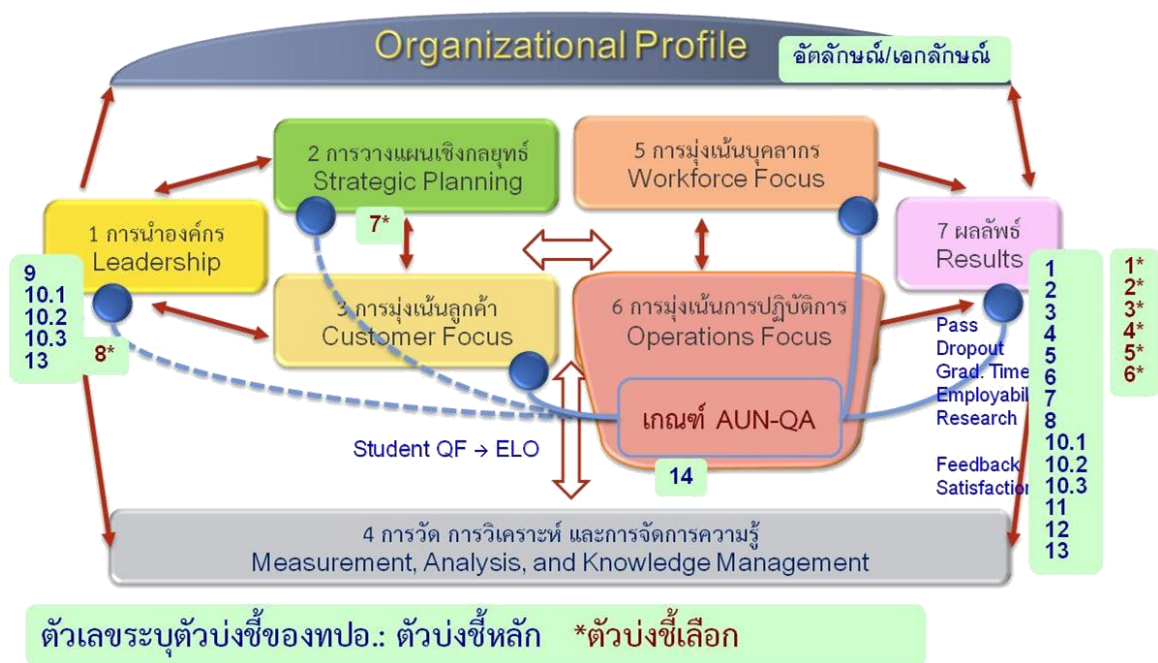 Organizational Profile
อัตลักษณ์/เอกลักษณ์
2 การวางแผนเชิงกลยุทธ์
Strategic Planning
5 การมุ่งเน้นบุคลากร
Workforce Focus
7*
1 การนำองค์กร
Leadership
7 ผลลัพธ์
Results
9
10.1
10.2
10.3
13
8*
3 การมุ่งเน้นลูกค้า
Customer Focus
6 การมุ่งเน้นการปฏิบัติการ
Operations Focus
เกณฑ์ AUN-QA
14
Student QF → ELO
Pass
Dropout
Grad. Time
Research
Feedback
Satisfaction
1
2
3
4
5
6
7
8
10.1
10.2
10.3
11
12
13
1*
2*
3*
4*
5*
6*
4 การวัด การวิเคราะห์ และการจัดการความรู้
Measurement, Analysis, and Knowledge Management
ตัวเลขระบุตัวบ่งชี้ของทปอ.: ตัวบ่งชี้หลัก *ตัวบ่งชี้เลือก